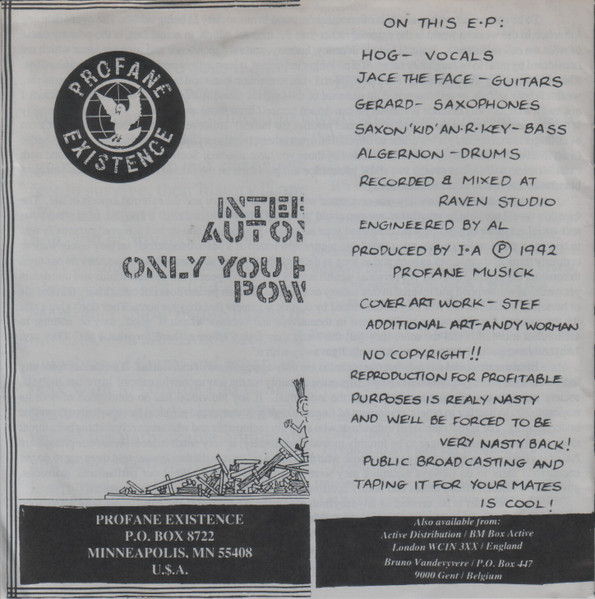 PROFANE
EXISTENCE
INTER
AUTON
ONLY YOU H
POW
PROFANE EXISTENCE
P.O. BOX 8722
MINNEAPOLIS, MN 55408
U.$.A.
ON THIS E·P:
HOG- VOCALS
JACE THE FACE - GUITARS
GERARD- SAXOPHONES
SAXON 'KID' AN·R·KEY- BASS
ALGERNON - DRUMS
RECORDED & MIXED AT
RAVEN STUDIO
ENGINEERED BY AL
PRODUCED BY I·A Ⓟ 1992
PROFANE MUSICK
COVER ART WORK - STEF
ADDITIONAL ART-ANDY WORMAN
NO COPYRIGHT!!
REPRODUCTION FOR PROFITABLE
PURPOSES IS REALY NASTY
AND WE'LL BE FORCED TO BE
VERY NASTY BACK!
PUBLIC BROADCASTING AND
TAPING IT FOR YOUR MATES
IS COOL!
Also available from:
Active Distribution / BM Box Active
London WC1N 3XX / England
Bruno Vandevyvere / P.O. Box 447
9000 Gent / Belgium